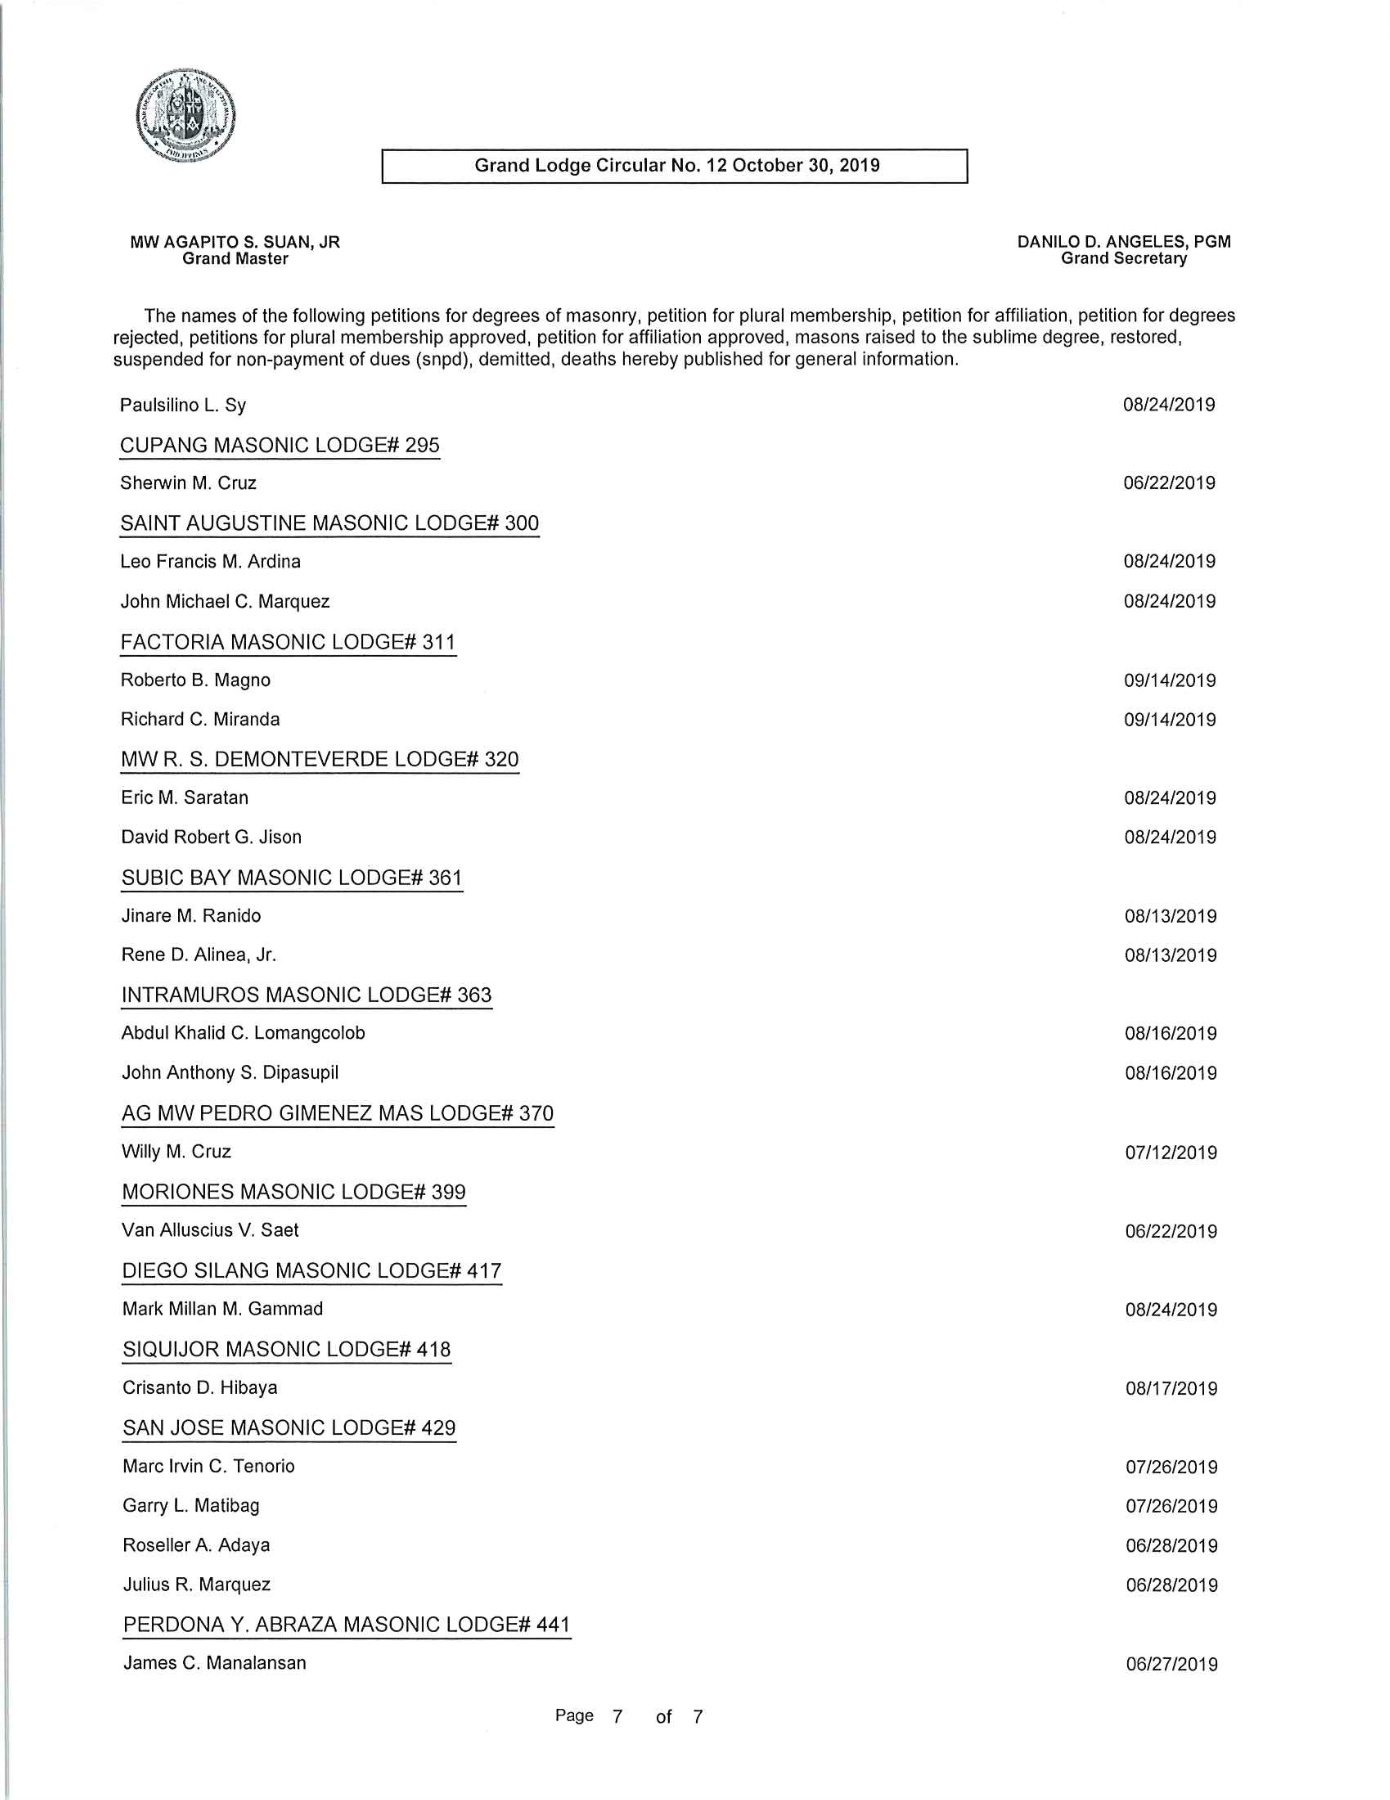 PHILIPPINES
Grand Lodge Circular No. 12 October 30, 2019
MW AGAPITO S. SUAN, JR
Grand Master
DANILO D. ANGELES, PGM
Grand Secretary
The names of the following petitions for degrees of masonry, petition for plural membership, petition for affiliation, petition for degrees
rejected, petitions for plural membership approved, petition for affiliation approved, masons raised to the sublime degree, restored,
suspended for non-payment of dues (snpd), demitted, deaths hereby published for general information.
Paulsilino L. Sy 08/24/2019
CUPANG MASONIC LODGE# 295
Sherwin M. Cruz 06/22/2019
SAINT AUGUSTINE MASONIC LODGE# 300
Leo Francis M. Ardina 08/24/2019
John Michael C. Marquez 08/24/2019
FACTORIA MASONIC LODGE# 311
Roberto B. Magno 09/14/2019
Richard C. Miranda 09/14/2019
MW R. S. DEMONTEVERDE LODGE# 320
Eric M. Saratan 08/24/2019
David Robert G. Jison 08/24/2019
SUBIC BAY MASONIC LODGE# 361
Jinare M. Ranido 08/13/2019
Rene D. Alinea, Jr. 08/13/2019
INTRAMUROS MASONIC LODGE# 363
Abdul Khalid C. Lomangcolob 08/16/2019
John Anthony S. Dipasupil 08/16/2019
AG MW PEDRO GIMENEZ MAS LODGE# 370
Willy M. Cruz 07/12/2019
MORIONES MASONIC LODGE# 399
Van Alluscius V. Saet 06/22/2019
DIEGO SILANG MASONIC LODGE# 417
Mark Millan M. Gammad 08/24/2019
SIQUIJOR MASONIC LODGE# 418
Crisanto D. Hibaya 08/17/2019
SAN JOSE MASONIC LODGE# 429
Marc Irvin C. Tenorio 07/26/2019
Garry L. Matibag 07/26/2019
Roseller A. Adaya 06/28/2019
Julius R. Marquez 06/28/2019
PERDONA Y. ABRAZA MASONIC LODGE# 441
James C. Manalansan 06/27/2019
Page 7 of 7